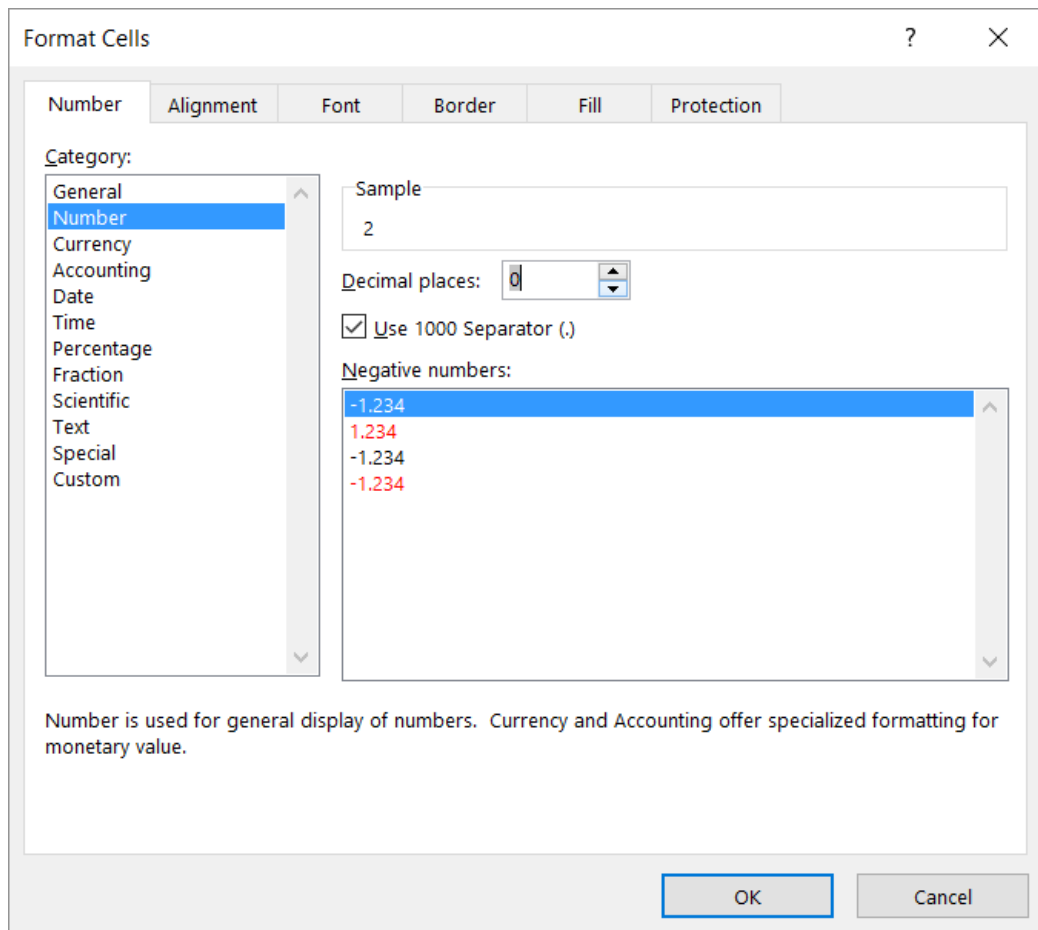 Format Cells ?
Number Alignment Font Border Fill Protection
Category:
General
Number
Currency
Accounting
Date
Time
Percentage
Fraction
Scientific
Text
Special
Custom
Sample
2
Decimal places: 0
Use 1000 Separator (.)
Negative numbers:
-1.234
1.234
-1.234
-1.234
Number is used for general display of numbers.  Currency and Accounting offer specialized formatting for
monetary value.
OK Cancel